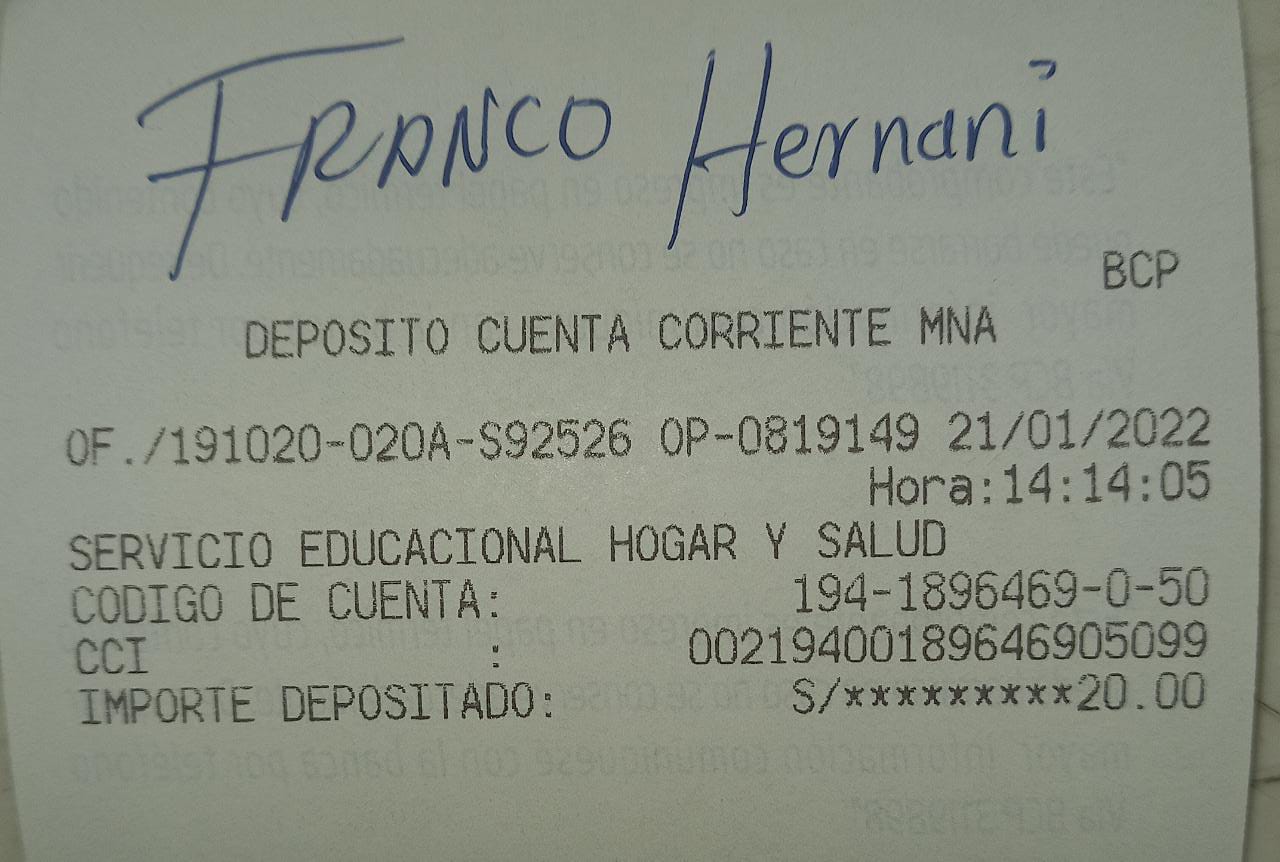 FRANCO Hernani
BCP
DEPOSITO CUENTA CORRIENTE MNA
OF./191020-020A-S92526 OP-0819149 21/01/2022
Hora:14:14:05
SERVICIO EDUCACIONAL HOGAR Y SALUD
CODIGO DE CUENTA: 194-1896469-0-50
CCI : 00219400189646905099
IMPORTE DEPOSITADO: S/*********20.00